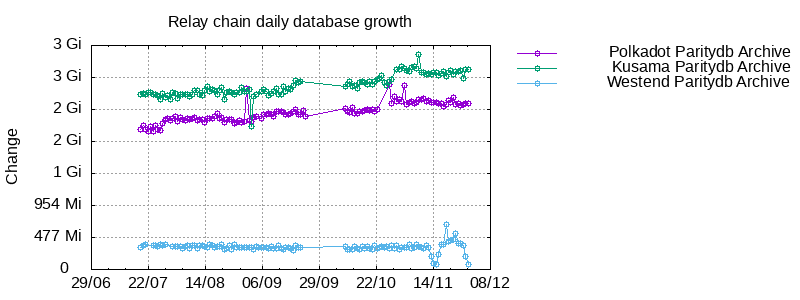 Relay chain daily database growth
3 Gi
3 Gi
2 Gi
2 Gi
1 Gi
954 Mi
477 Mi
0
Change
29/06 22/07 14/08 06/09 29/09 22/10 14/11 08/12
Polkadot Paritydb Archive
Kusama Paritydb Archive
Westend Paritydb Archive